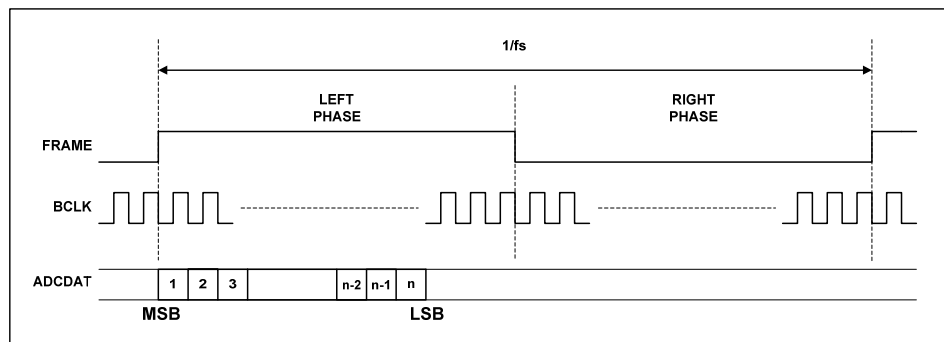 1/fs
LEFT
PHASE
RIGHT
PHASE
FRAME
BCLK
ADCDAT
1 2 3 n-2 n-1 n
MSB LSB